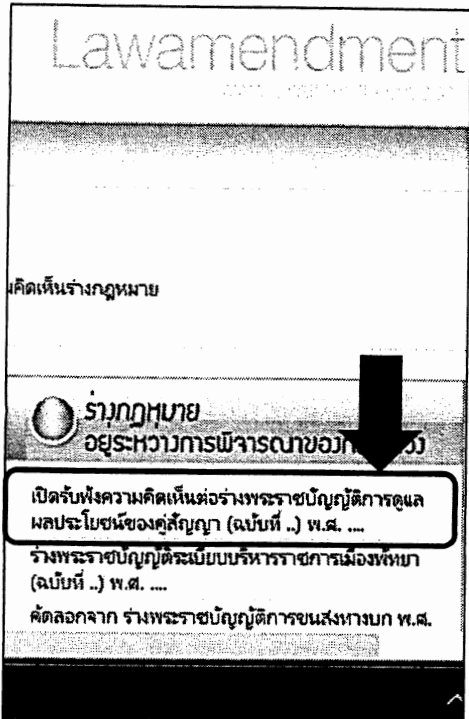 Lawamendment
คิดเห็นร่างกฎหมาย
ร่างกฎหมาย
อยู่ระหว่างการพิจารณาของ
เปิดรับฟังความคิดเห็นต่อร่างพระราชบัญญัติการดูแล
ผลประโยชน์ของคู่สัญญา (ฉบับที่ ..) พ.ศ. ....
ร่างพระราชบัญญัติระเบียบบริหารราชการเมืองพัทยา
(ฉบับที่ ..) พ.ศ. ....
คัดลอกจาก ร่างพระราชบัญญัติการขนส่งทางบก พ.ศ.